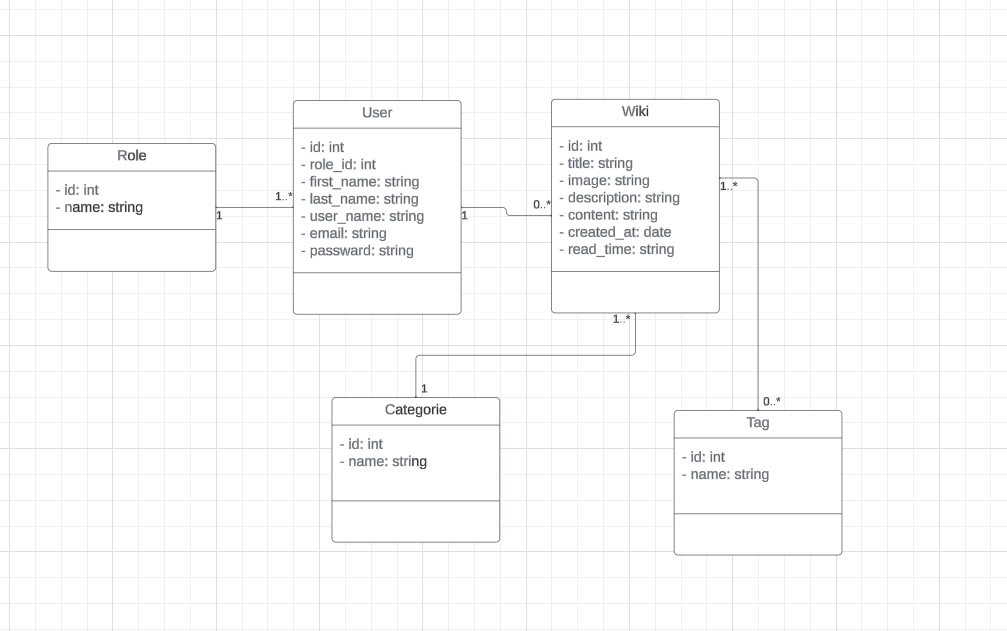 Role
- id: int
- name: string
1
1..*
User
- id: int
- role_id: int
- first_name: string
- last_name: string
- user_name: string
- email: string
- passward: string
1
0..*
Wiki
- id: int
- title: string
- image: string
- description: string
- content: string
- created_at: date
- read_time: string
1..*
1..*
1
Categorie
- id: int
- name: string
0..*
Tag
- id: int
- name: string